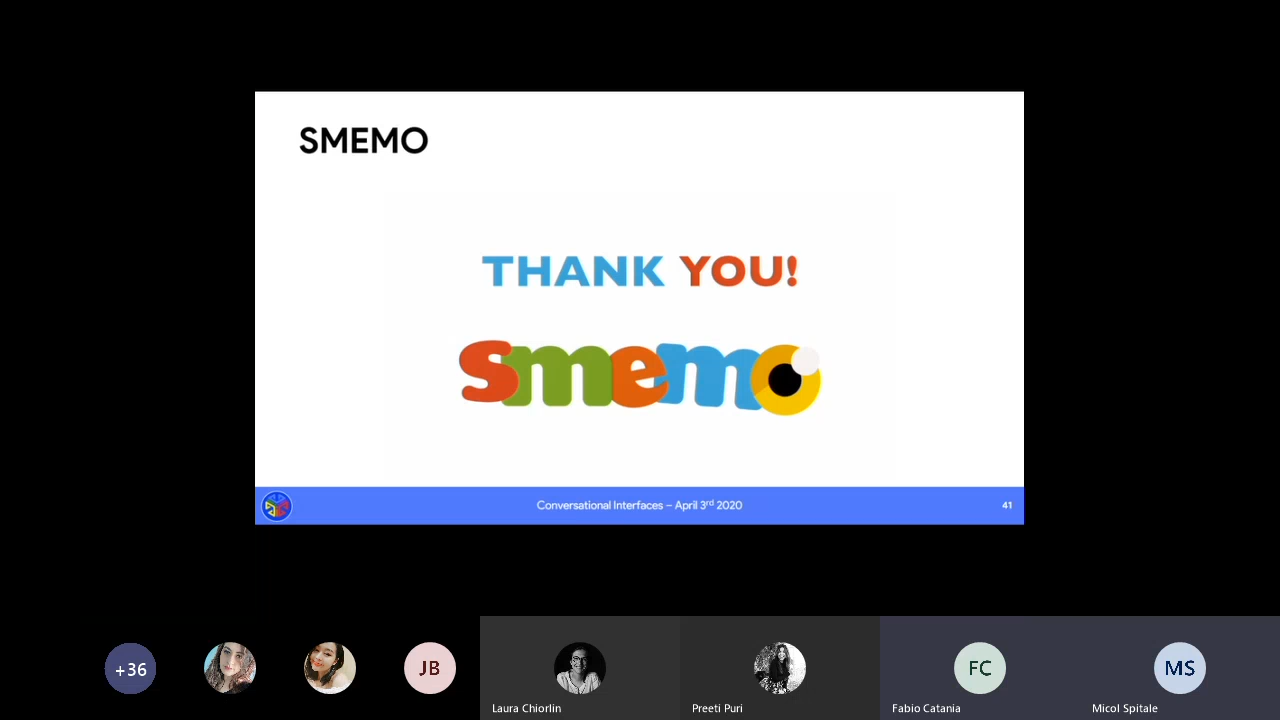 SMEMO
THANK YOU!
smemo
Conversational Interfaces – April 3rd 2020
41
+36
JB
FC
MS
Laura Chiorlin
Preeti Puri
Fabio Catania
Micol Spitale